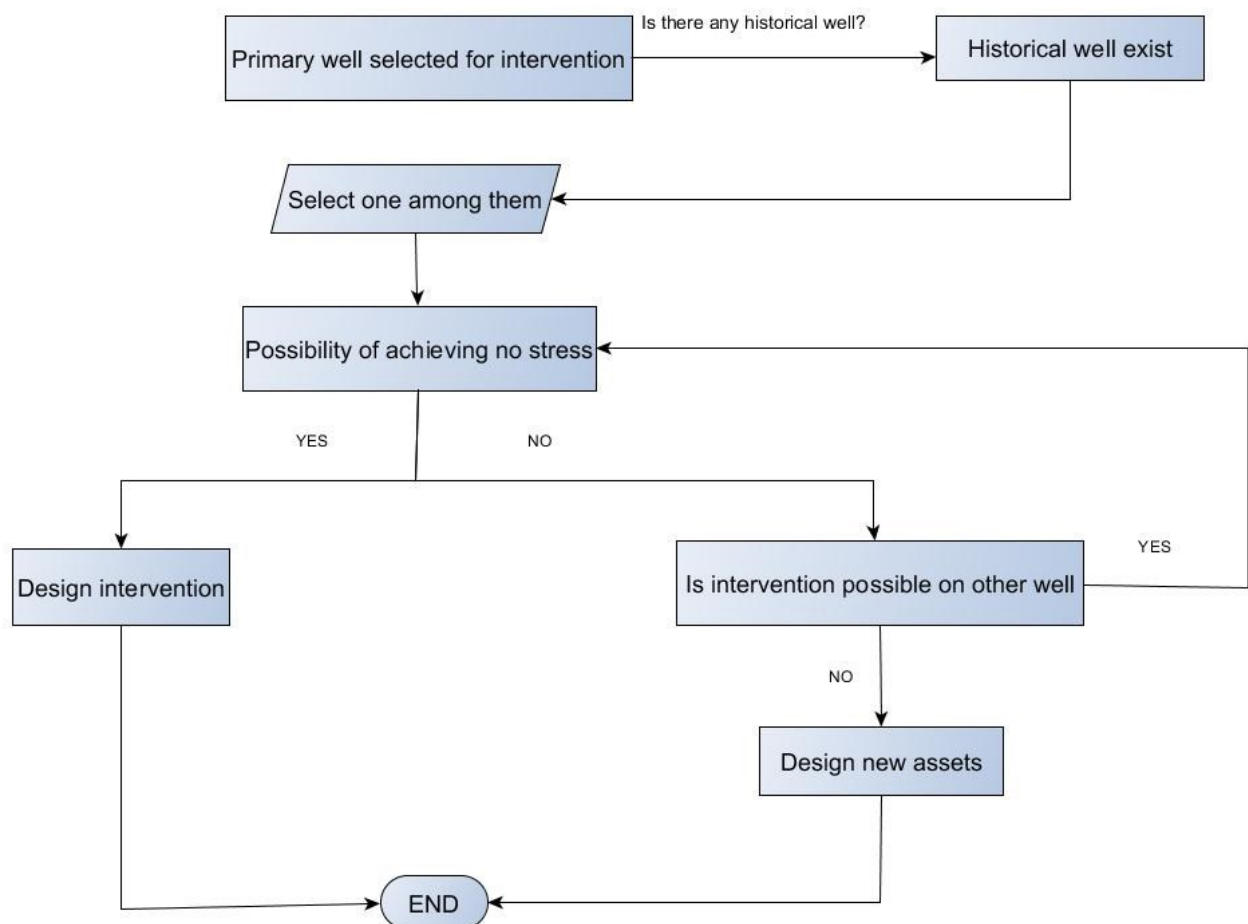 Is there any historical well?
Primary well selected for intervention
Historical well exist
Select one among them
Possibility of achieving no stress
YES
NO
Design intervention
Is intervention possible on other well
YES
NO
Design new assets
END